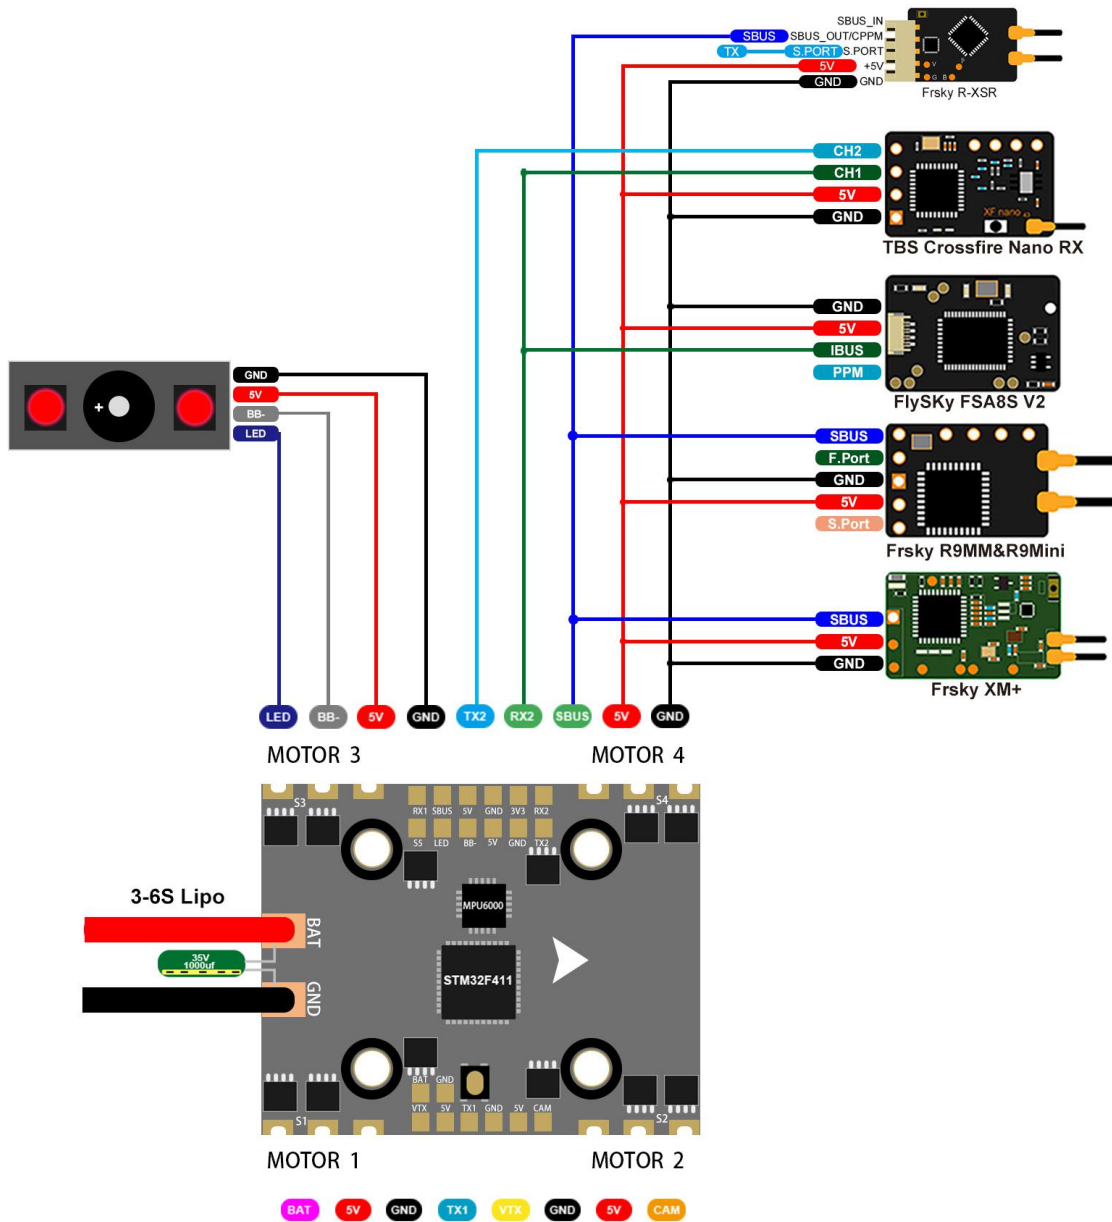 SBUS_IN
SBUS SBUS_OUT/CPPM
TX S.PORT S.PORT
5V +5V
GND GND
V
G B
Frsky R-XSR
CH2
CH1
5V
GND
XF nano
TBS Crossfire Nano RX
GND
5V
IBUS
PPM
FlySKy FSA8S V2
GND
5V
BB-
LED
+
SBUS
F.Port
GND
5V
S.Port
Frsky R9MM&R9Mini
SBUS
5V
GND
Frsky XM+
LED BB- 5V GND TX2 RX2 SBUS 5V GND
MOTOR 3 MOTOR 4
S3 S4
RX1 SBUS 5V GND 3V3 RX2
SS LED BB- 5V GND TX2
MPU6000
3-6S Lipo
BAT
35V
1000uf
STM32F411
GND
BAT GND
VTX 5V TX1 GND 5V CAM
S1 S2
MOTOR 1 MOTOR 2
BAT 5V GND TX1 VTX GND 5V CAM